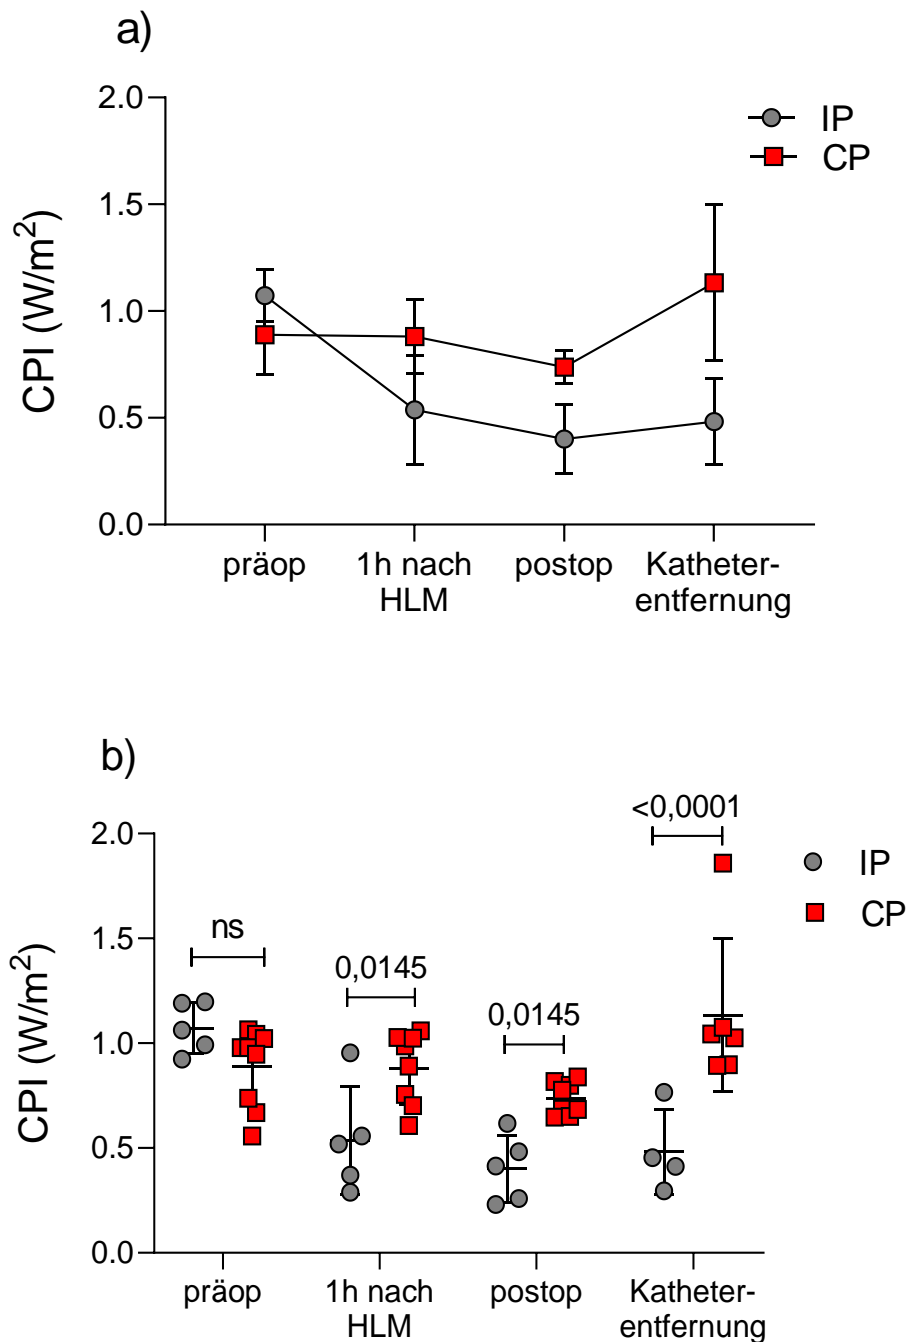 a)
2.0
1.5
1.0
0.5
0.0
CPI (W/m²)
IP
CP
präop
1h nach
HLM
postop
Katheter-
entfernung
b)
2.0
1.5
1.0
0.5
0.0
CPI (W/m²)
ns
0,0145
0,0145
<0,0001
IP
CP
präop
1h nach
HLM
postop
Katheter-
entfernung